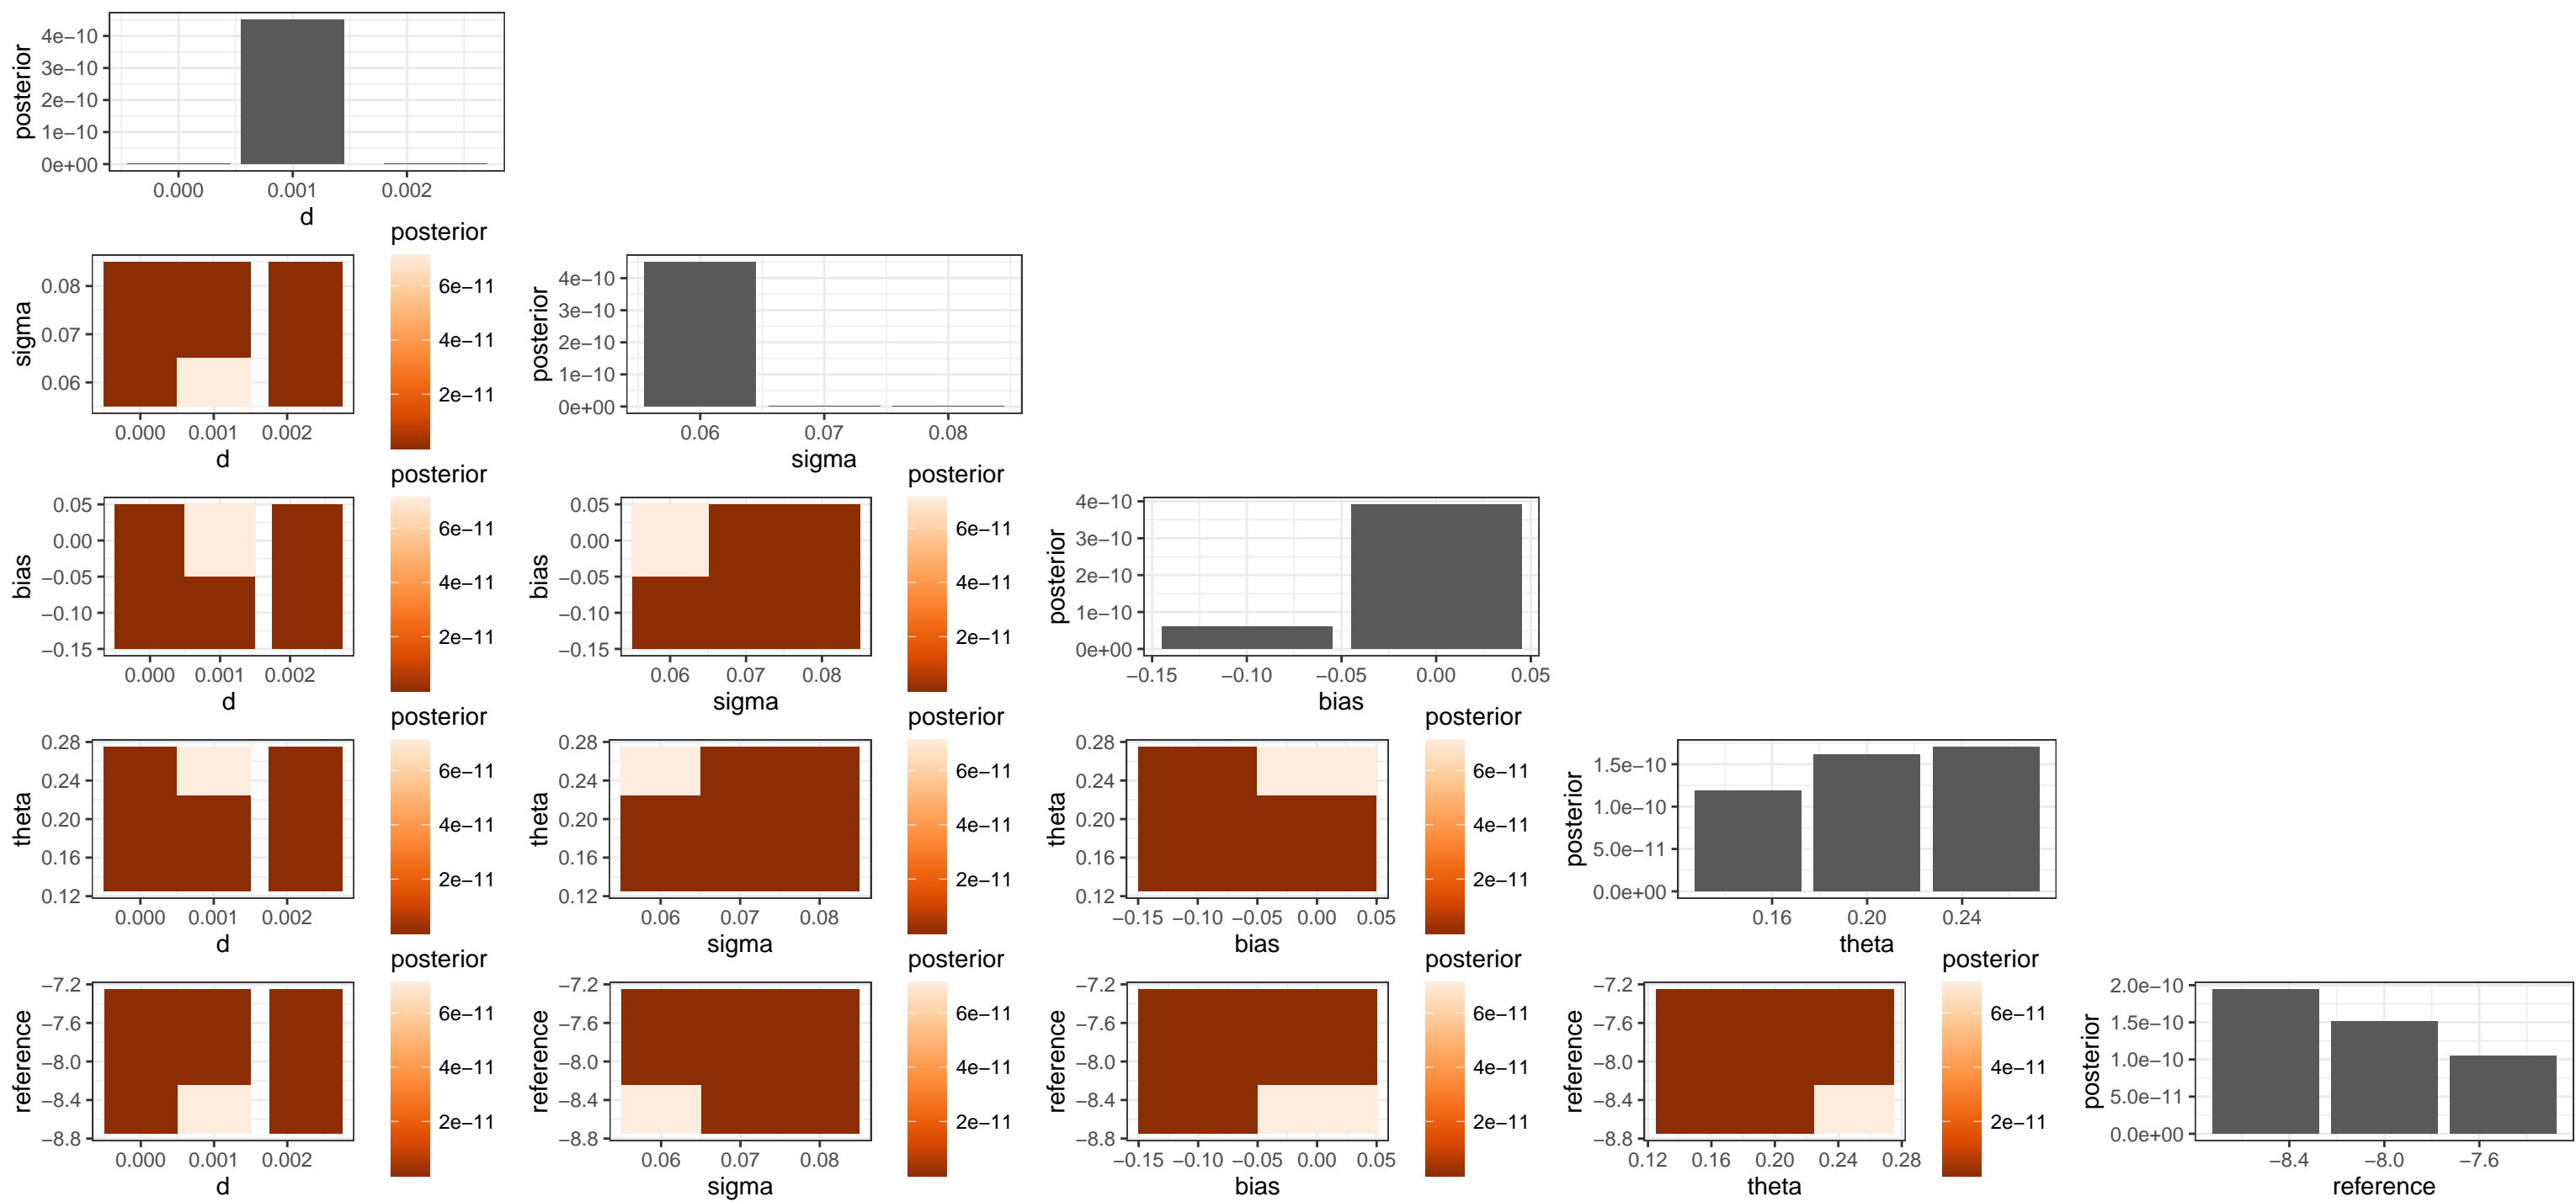 posterior
4e−10
3e−10
2e−10
1e−10
0e+00
0.000 0.001 0.002
d
sigma
0.08
0.07
0.06
0.000 0.001 0.002
d
posterior
6e−11
4e−11
2e−11
posterior
4e−10
3e−10
2e−10
1e−10
0e+00
0.06 0.07 0.08
sigma
bias
0.05
0.00
−0.05
−0.10
−0.15
0.000 0.001 0.002
d
posterior
6e−11
4e−11
2e−11
bias
0.05
0.00
−0.05
−0.10
−0.15
0.06 0.07 0.08
sigma
posterior
6e−11
4e−11
2e−11
posterior
4e−10
3e−10
2e−10
1e−10
0e+00
−0.15 −0.10 −0.05 0.00 0.05
bias
theta
0.28
0.24
0.20
0.16
0.12
0.000 0.001 0.002
d
posterior
6e−11
4e−11
2e−11
theta
0.28
0.24
0.20
0.16
0.12
0.06 0.07 0.08
sigma
posterior
6e−11
4e−11
2e−11
theta
0.28
0.24
0.20
0.16
0.12
−0.15 −0.10 −0.05 0.00 0.05
bias
posterior
6e−11
4e−11
2e−11
posterior
1.5e−10
1.0e−10
5.0e−11
0.0e+00
0.16 0.20 0.24
theta
reference
−7.2
−7.6
−8.0
−8.4
−8.8
0.000 0.001 0.002
d
posterior
6e−11
4e−11
2e−11
reference
−7.2
−7.6
−8.0
−8.4
−8.8
0.06 0.07 0.08
sigma
posterior
6e−11
4e−11
2e−11
reference
−7.2
−7.6
−8.0
−8.4
−8.8
−0.15 −0.10 −0.05 0.00 0.05
bias
posterior
6e−11
4e−11
2e−11
reference
−7.2
−7.6
−8.0
−8.4
−8.8
0.12 0.16 0.20 0.24 0.28
theta
posterior
6e−11
4e−11
2e−11
posterior
2.0e−10
1.5e−10
1.0e−10
5.0e−11
0.0e+00
−8.4 −8.0 −7.6
reference